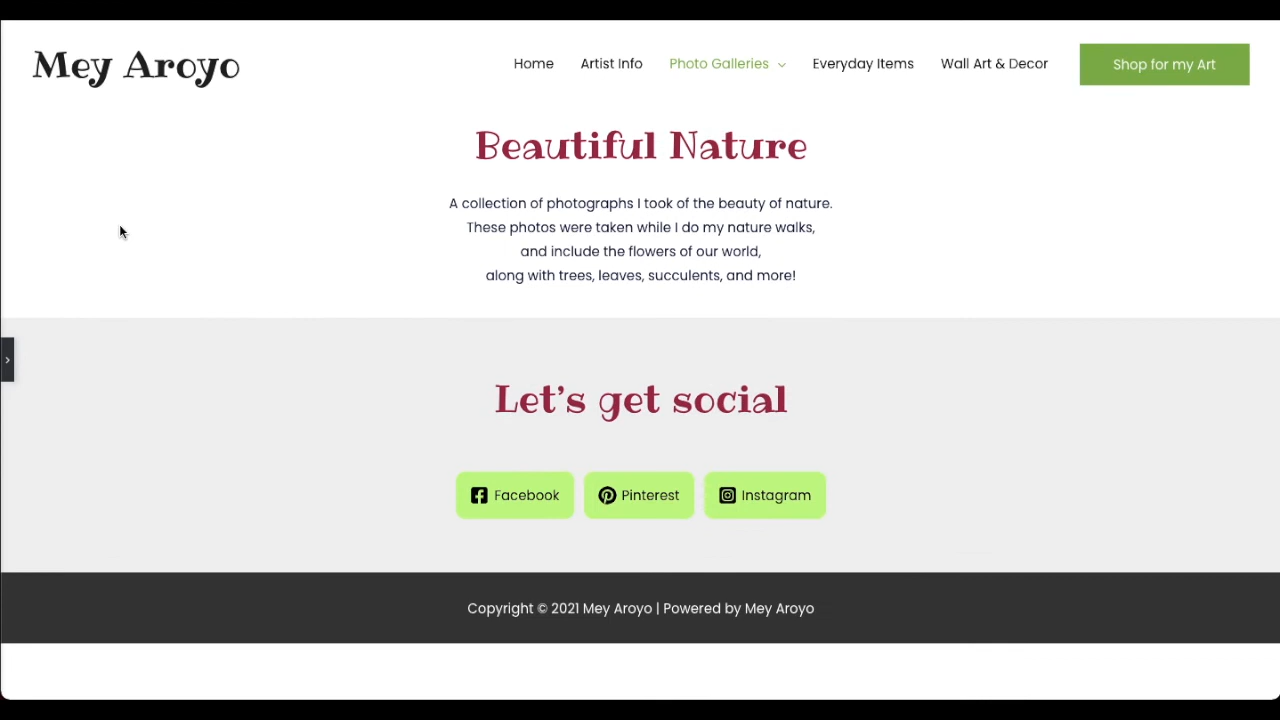 Mey Aroyo
Home
Artist Info
Photo Galleries
Everyday Items
Wall Art & Decor
Shop for my Art
Beautiful Nature
A collection of photographs I took of the beauty of nature.
These photos were taken while I do my nature walks,
and include the flowers of our world,
along with trees, leaves, succulents, and more!
Let's get social
Facebook
Pinterest
Instagram
Copyright © 2021 Mey Aroyo | Powered by Mey Aroyo